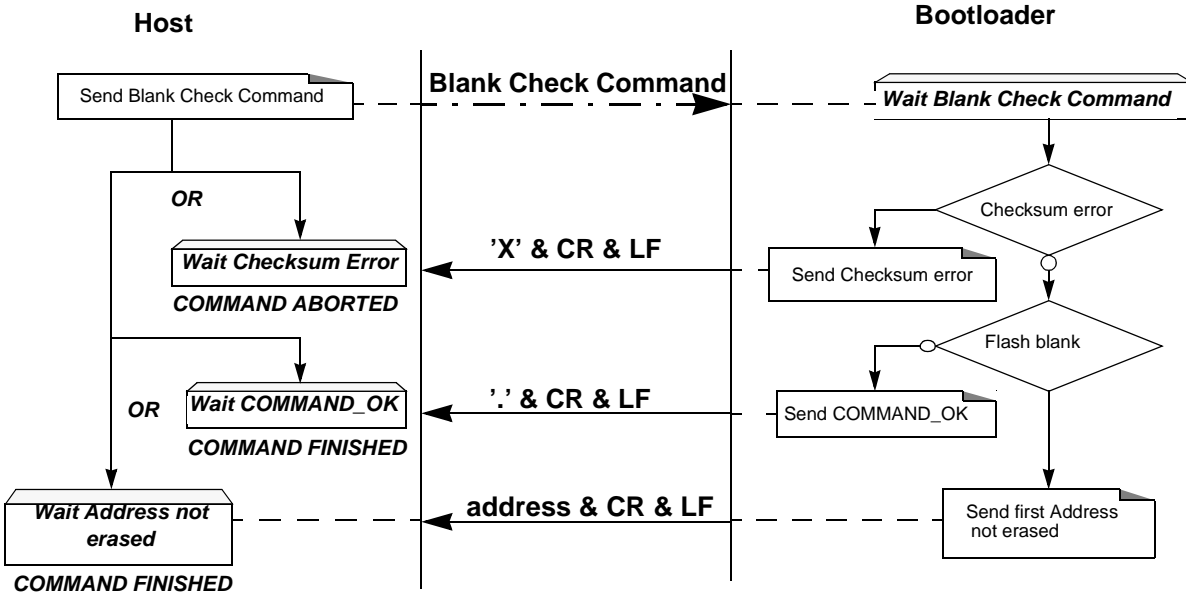 Host
Bootloader
Send Blank Check Command
Blank Check Command
Wait Blank Check Command
OR
Checksum error
Wait Checksum Error
’X’ & CR & LF
Send Checksum error
COMMAND ABORTED
Flash blank
OR
Wait COMMAND_OK
’.’ & CR & LF
Send COMMAND_OK
COMMAND FINISHED
Wait Address not
erased
address & CR & LF
Send first Address
not erased
COMMAND FINISHED